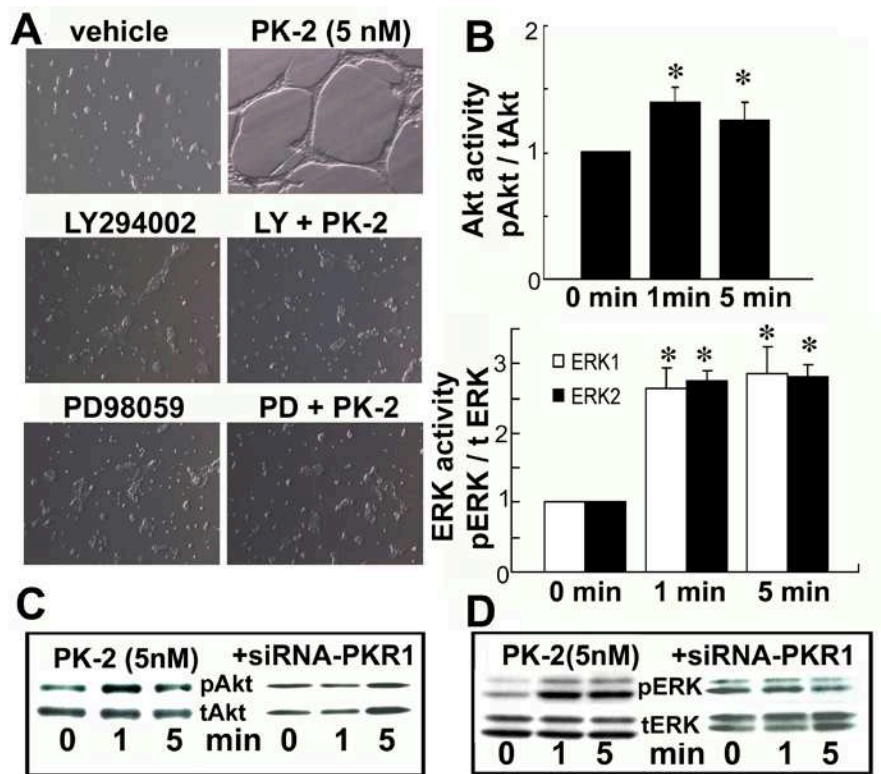 A
vehicle PK-2 (5 nM)
LY294002 LY + PK-2
PD98059 PD + PK-2
B
Akt activity
pAkt / tAkt
2
1
0
0 min 1min 5 min
* *
ERK activity
pERK / t ERK
3
2
1
0
ERK1
ERK2
* * * *
0 min 1 min 5 min
C
PK-2 (5nM) +siRNA-PKR1
pAkt
tAkt
0 1 5 min 0 1 5
D
PK-2(5nM) +siRNA-PKR1
pERK
tERK
0 1 5 min 0 1 5